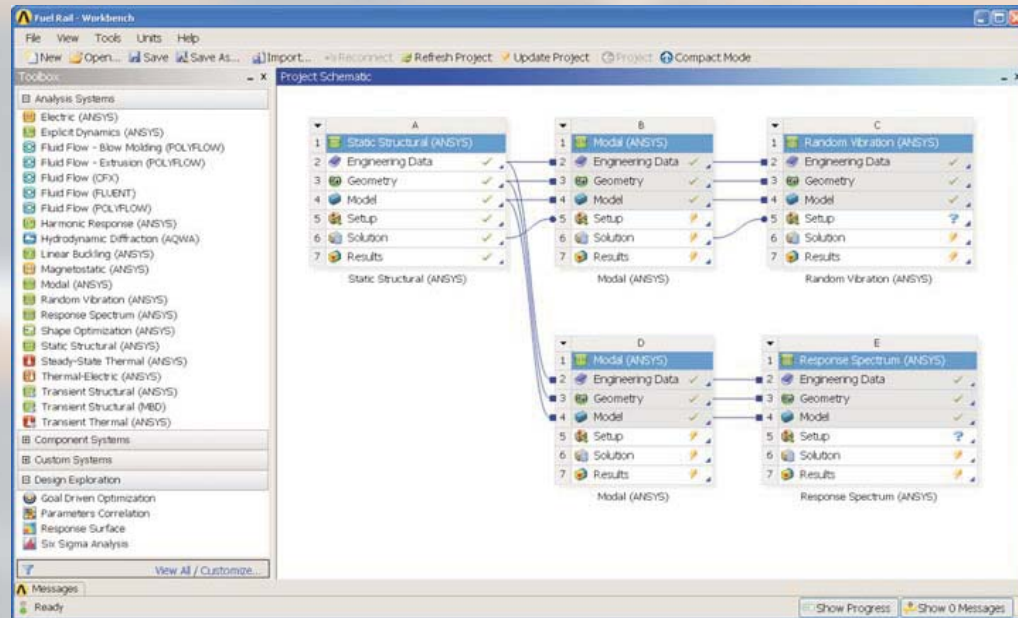 Fuel Rail - Workbench
File View Tools Units Help
New Open... Save Save As... Import... Reconnect Refresh Project Update Project Project Compact Mode
Toolbox
Analysis Systems
Electric (ANSYS)
Explicit Dynamics (ANSYS)
Fluid Flow - Blow Molding (POLYFLOW)
Fluid Flow - Extrusion (POLYFLOW)
Fluid Flow (CFX)
Fluid Flow (FLUENT)
Fluid Flow (POLYFLOW)
Harmonic Response (ANSYS)
Hydrodynamic Diffraction (AQWA)
Linear Buckling (ANSYS)
Magnetostatic (ANSYS)
Modal (ANSYS)
Random Vibration (ANSYS)
Response Spectrum (ANSYS)
Shape Optimization (ANSYS)
Static Structural (ANSYS)
Steady-State Thermal (ANSYS)
Thermal-Electric (ANSYS)
Transient Structural (ANSYS)
Transient Structural (MBD)
Transient Thermal (ANSYS)
Component Systems
Custom Systems
Design Exploration
Goal Driven Optimization
Parameters Correlation
Response Surface
Six Sigma Analysis
View All / Customize...
Project Schematic
A
1 Static Structural (ANSYS)
2 Engineering Data
3 Geometry
4 Model
5 Setup
6 Solution
7 Results
Static Structural (ANSYS)
B
1 Modal (ANSYS)
2 Engineering Data
3 Geometry
4 Model
5 Setup
6 Solution
7 Results
Modal (ANSYS)
C
1 Random Vibration (ANSYS)
2 Engineering Data
3 Geometry
4 Model
5 Setup ?
6 Solution
7 Results
Random Vibration (ANSYS)
D
1 Modal (ANSYS)
2 Engineering Data
3 Geometry
4 Model
5 Setup
6 Solution
7 Results
Modal (ANSYS)
E
1 Response Spectrum (ANSYS)
2 Engineering Data
3 Geometry
4 Model
5 Setup ?
6 Solution
7 Results
Response Spectrum (ANSYS)
Messages
Ready
Show Progress Show 0 Messages